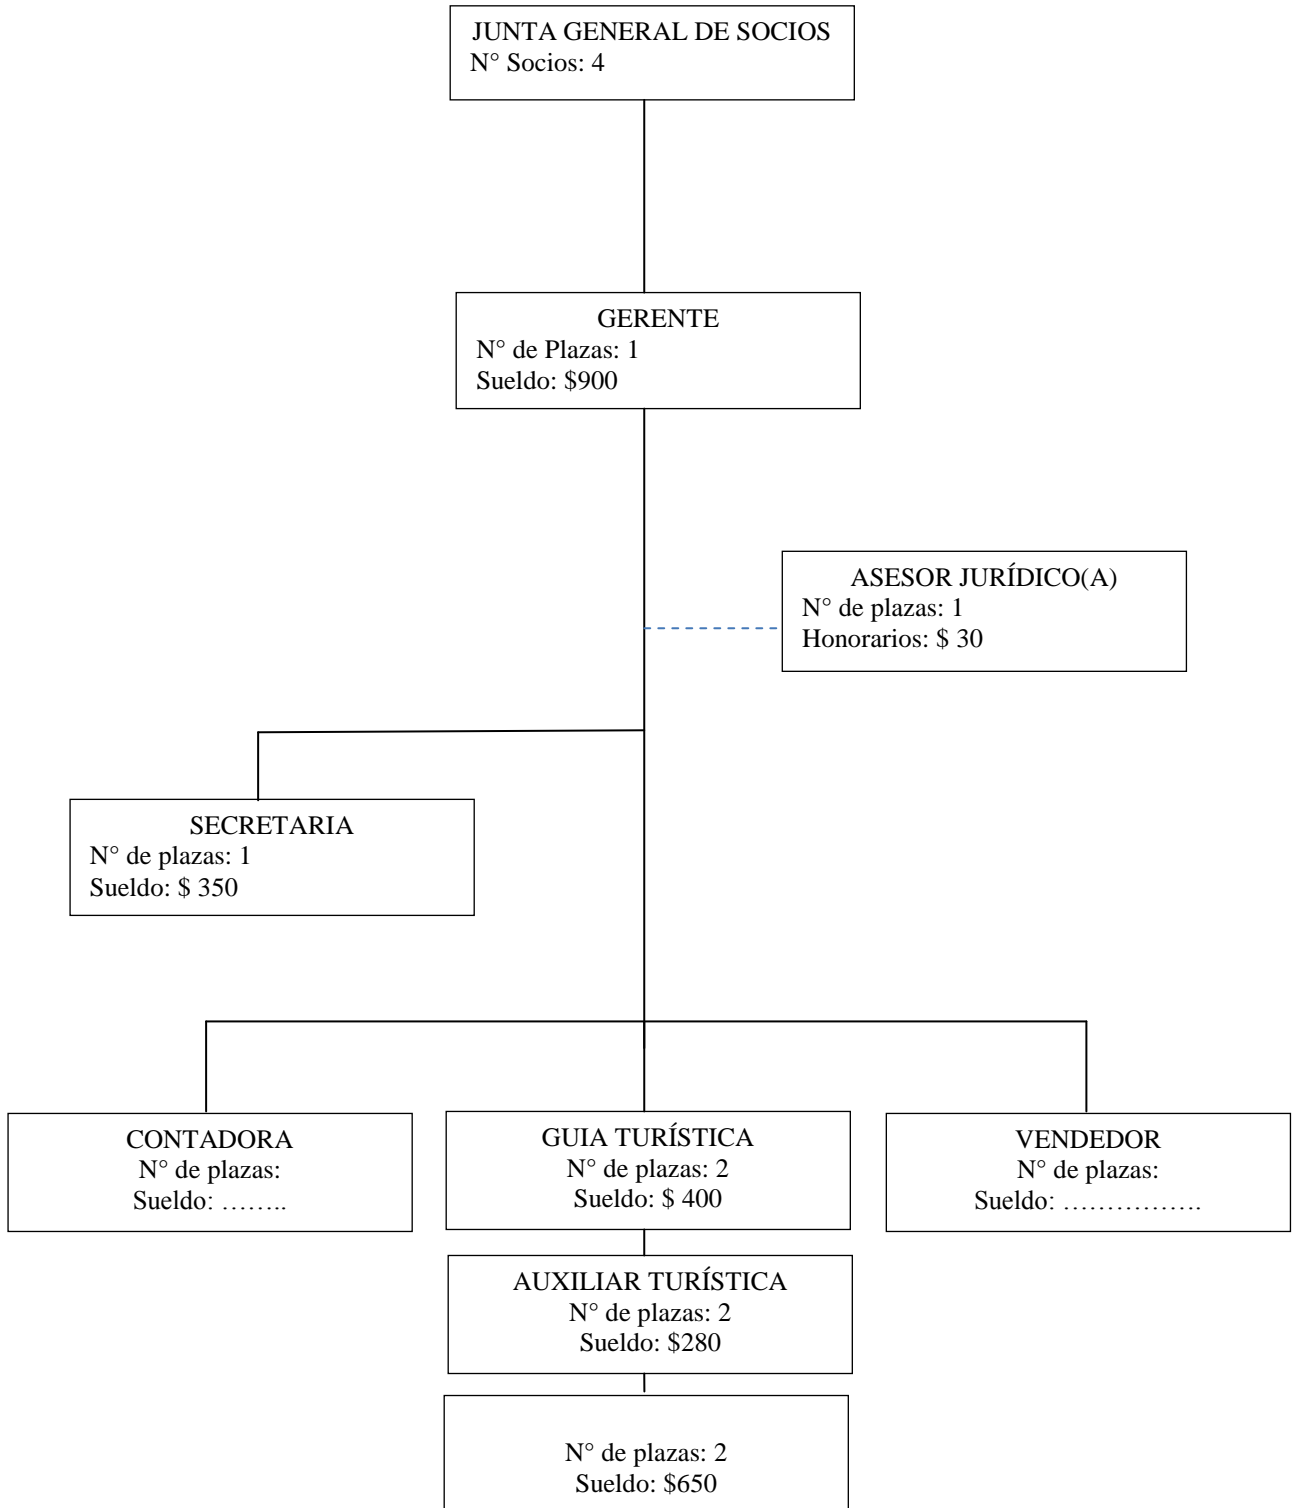 JUNTA GENERAL DE SOCIOS
N° Socios: 4
GERENTE
N° de Plazas: 1
Sueldo: $900
ASESOR JURÍDICO(A)
N° de plazas: 1
Honorarios: $ 30
SECRETARIA
N° de plazas: 1
Sueldo: $ 350
CONTADORA
N° de plazas:
Sueldo: ……..
GUIA TURÍSTICA
N° de plazas: 2
Sueldo: $ 400
VENDEDOR
N° de plazas:
Sueldo: …………….
AUXILIAR TURÍSTICA
N° de plazas: 2
Sueldo: $280
N° de plazas: 2
Sueldo: $650